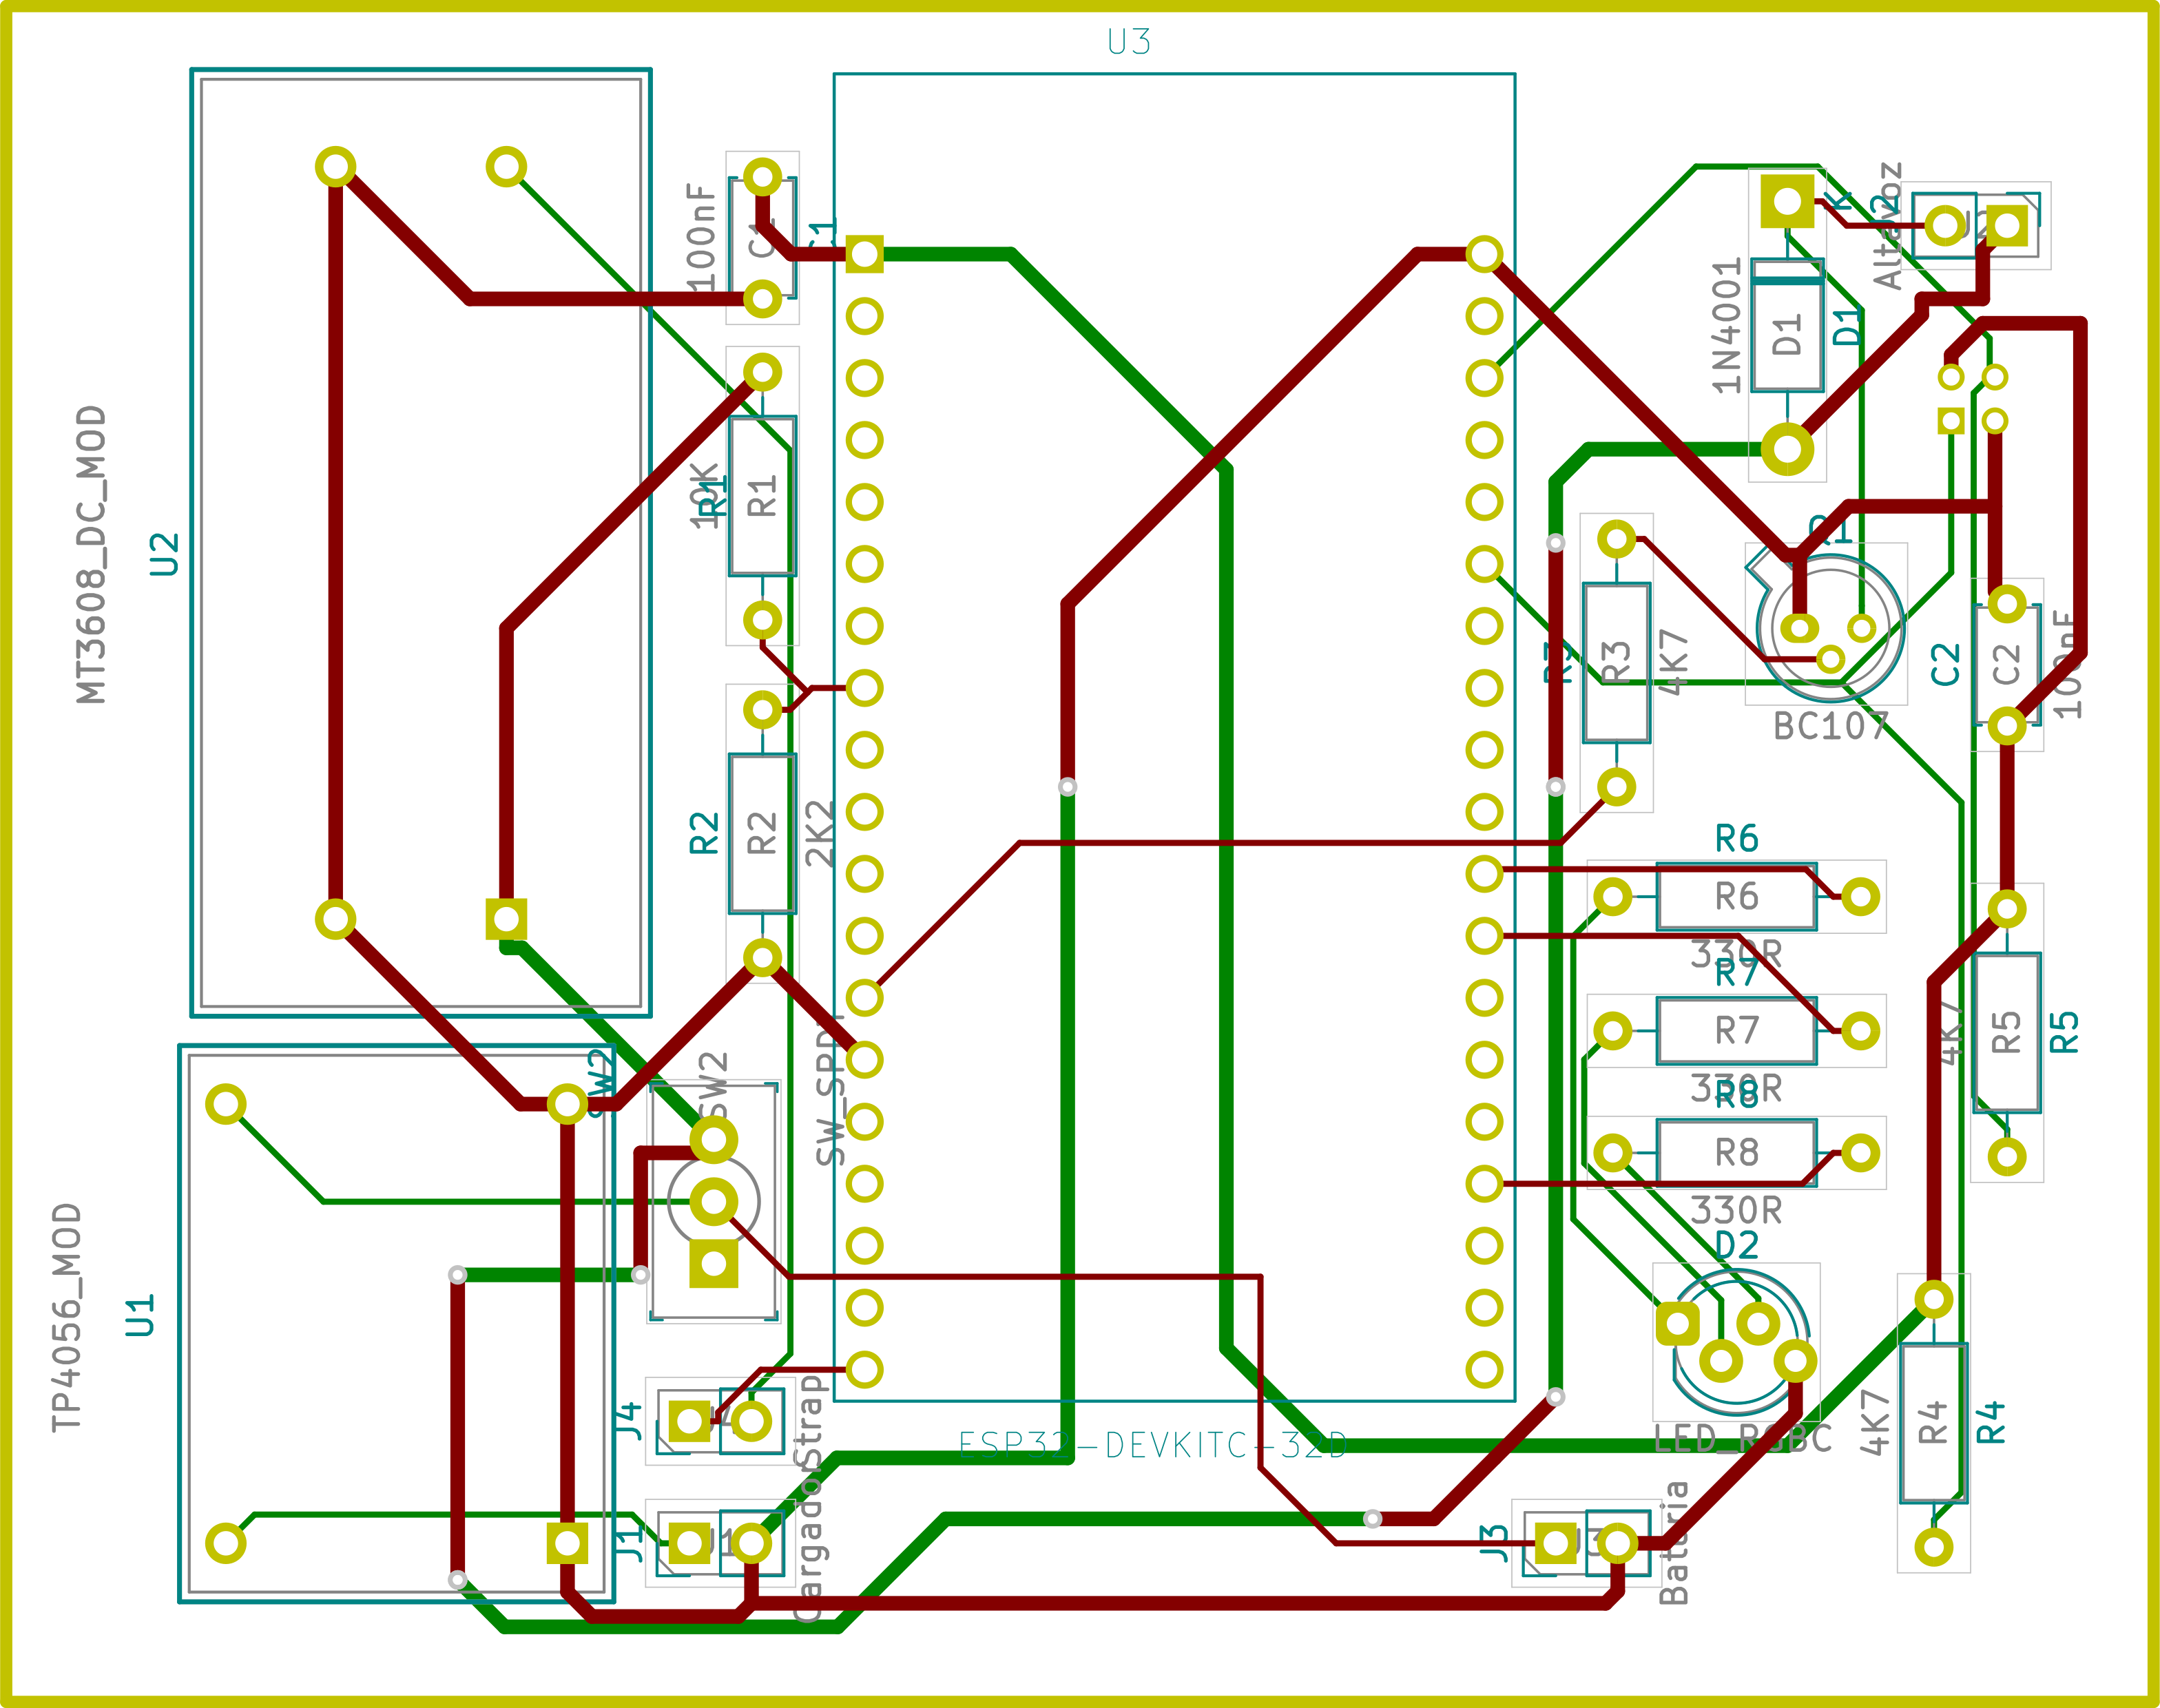 U3
100nF
C1
C1
K
J2
Altavoz
1N4001
D1
D1
MT3608_DC_MOD
U2
10K
R1
R1
Q1
BC107
R3
R3
4K7
C2
C2
100nF
R2
R2
2K2
R6
R6
330R
R7
R7
330R
R8
R8
330R
D2
LED_RGBC
4K7
R5
R5
SW2
SW2
SW_SPDT
TP4056_MOD
U1
J4
CargadorStrap
J1
J1
ESP32-DEVKITC-32D
J3
J3
Bateria
4K7
R4
R4